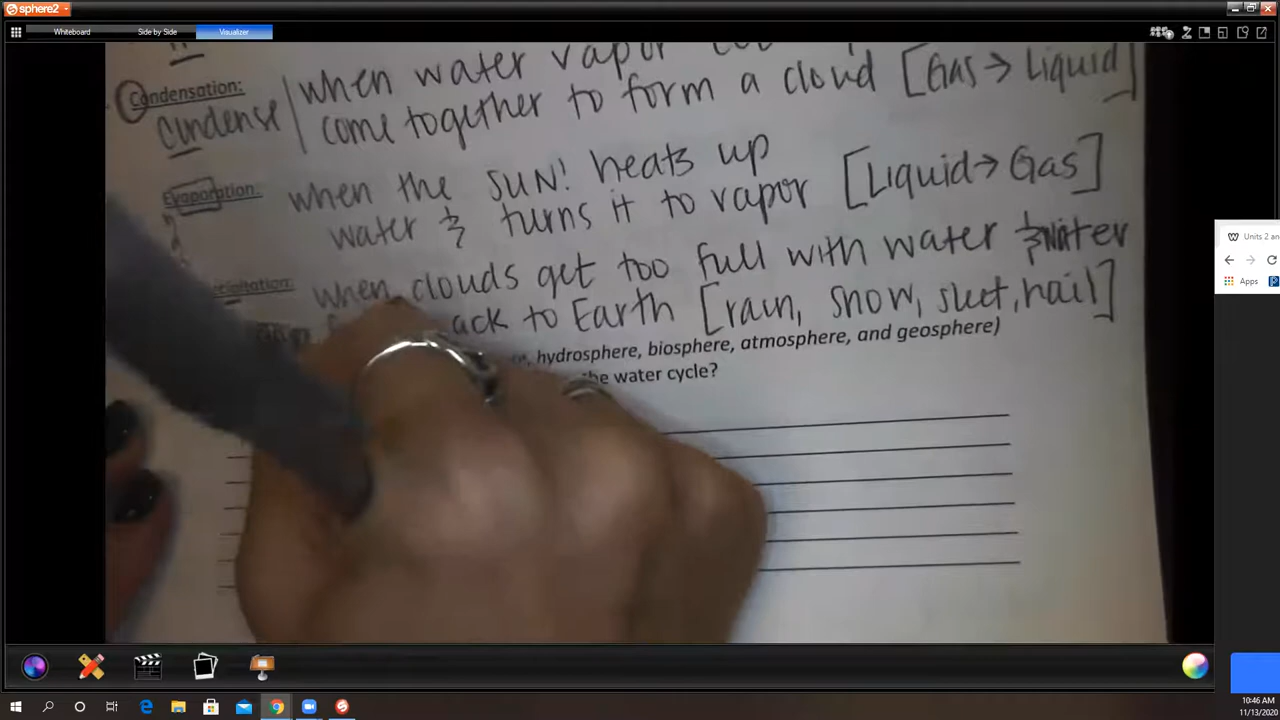 sphere2
Whiteboard Side by Side Visualizer
when water vapor
Condensation:
condense come together to form a cloud [Gas → Liquid]
Evaporation: when the SUN! heats up
water & turns it to vapor [Liquid → Gas]
when clouds get too full with water & water
ack to Earth [rain, snow, sleet, hail]
hydrosphere, biosphere, atmosphere, and geosphere)
the water cycle?
Units 2 an
Apps
10:46 AM
11/13/2020